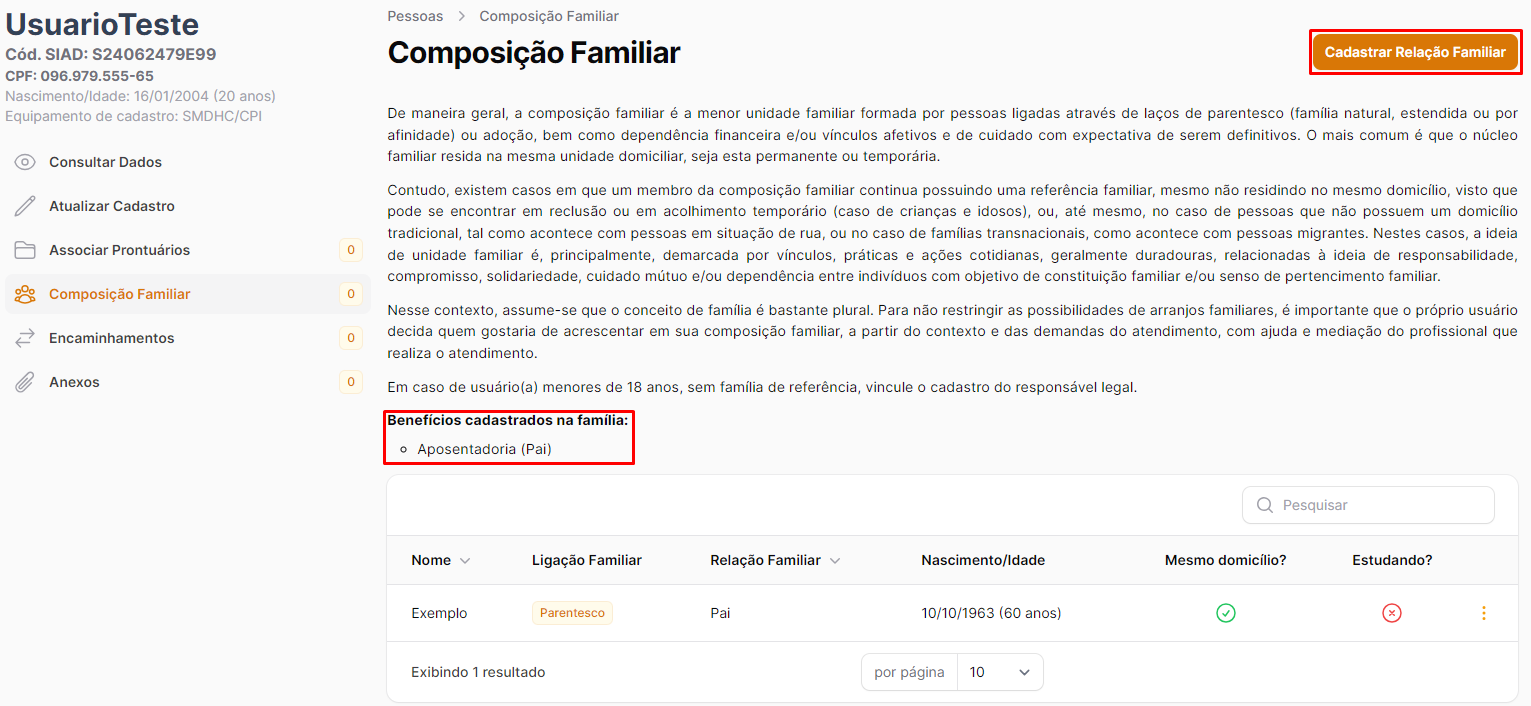 UsuarioTeste
Cód. SIAD: S24062479E99
CPF: 096.979.555-65
Nascimento/Idade: 16/01/2004 (20 anos)
Equipamento de cadastro: SMDHC/CPI
Consultar Dados
Atualizar Cadastro
Associar Prontuários 0
Composição Familiar 0
Encaminhamentos 0
Anexos 0
Pessoas > Composição Familiar
Composição Familiar
Cadastrar Relação Familiar
De maneira geral, a composição familiar é a menor unidade familiar formada por pessoas ligadas através de laços de parentesco (família natural, estendida ou por
afinidade) ou adoção, bem como dependência financeira e/ou vínculos afetivos e de cuidado com expectativa de serem definitivos. O mais comum é que o núcleo
familiar resida na mesma unidade domiciliar, seja esta permanente ou temporária.
Contudo, existem casos em que um membro da composição familiar continua possuindo uma referência familiar, mesmo não residindo no mesmo domicílio, visto que
pode se encontrar em reclusão ou em acolhimento temporário (caso de crianças e idosos), ou, até mesmo, no caso de pessoas que não possuem um domicílio
tradicional, tal como acontece com pessoas em situação de rua, ou no caso de famílias transnacionais, como acontece com pessoas migrantes. Nestes casos, a ideia
de unidade familiar é, principalmente, demarcada por vínculos, práticas e ações cotidianas, geralmente duradouras, relacionadas à ideia de responsabilidade,
compromisso, solidariedade, cuidado mútuo e/ou dependência entre indivíduos com objetivo de constituição familiar e/ou senso de pertencimento familiar.
Nesse contexto, assume-se que o conceito de família é bastante plural. Para não restringir as possibilidades de arranjos familiares, é importante que o próprio usuário
decida quem gostaria de acrescentar em sua composição familiar, a partir do contexto e das demandas do atendimento, com ajuda e mediação do profissional que
realiza o atendimento.
Em caso de usuário(a) menores de 18 anos, sem família de referência, vincule o cadastro do responsável legal.
Benefícios cadastrados na família:
Aposentadoria (Pai)
Pesquisar
Nome Ligação Familiar Relação Familiar Nascimento/Idade Mesmo domicílio? Estudando?
Exemplo Parentesco Pai 10/10/1963 (60 anos)
Exibindo 1 resultado por página 10